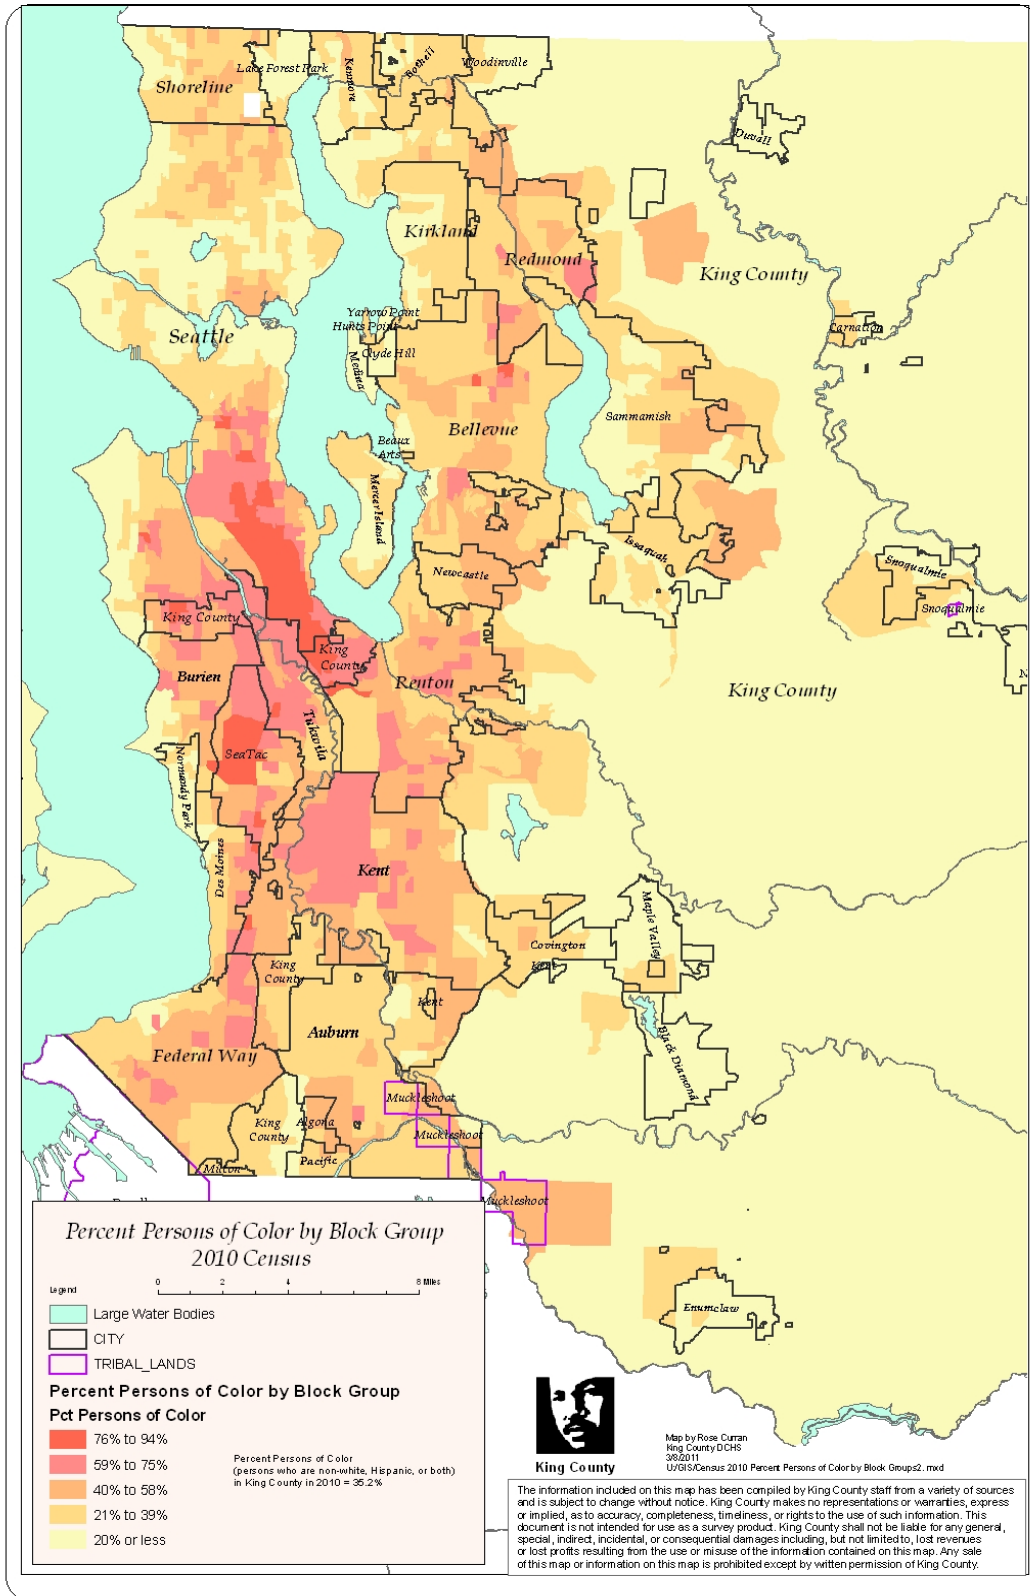 Lake Forest Park
Kenmore
Bothell
Woodinville
Shoreline
Duvall
Kirkland
Redmond
King County
Yarrow Point
Hunts Point
Carnation
Seattle
Clyde Hill
Medina
Sammamish
Bellevue
Beaux
Arts
Mercer Island
Issaquah
Snoqualmie
Newcastle
Snoqualmie
King County
King
County
Burien
Renton
King County
N
Tukwila
SeaTac
Normandy Park
Des Moines
Kent
Maple Valley
Covington
Kent
King
County
Kent
Auburn
Black Diamond
Federal Way
Muckleshoot
King
County
Algona
Muckleshoot
Milton
Pacific
Muckleshoot
Enumclaw
Percent Persons of Color by Block Group
2010 Census
Legend
0 2 4 8 Miles
Large Water Bodies
CITY
TRIBAL_LANDS
Percent Persons of Color by Block Group
Pct Persons of Color
76% to 94%
59% to 75%
40% to 58%
21% to 39%
20% or less
Percent Persons of Color
(persons who are non-white, Hispanic, or both)
in King County in 2010 = 35.2%
King County
Map by Rose Curran
King County DCHS
3/8/2011
U:/GIS/Census 2010 Percent Persons of Color by Block Groups2.mxd
The information included on this map has been compiled by King County staff from a variety of sources
and is subject to change without notice. King County makes no representations or warranties, express
or implied, as to accuracy, completeness, timeliness, or rights to the use of such information. This
document is not intended for use as a survey product. King County shall not be liable for any general,
special, indirect, incidental, or consequential damages including, but not limited to, lost revenues
or lost profits resulting from the use or misuse of the information contained on this map. Any sale
of this map or information on this map is prohibited except by written permission of King County.